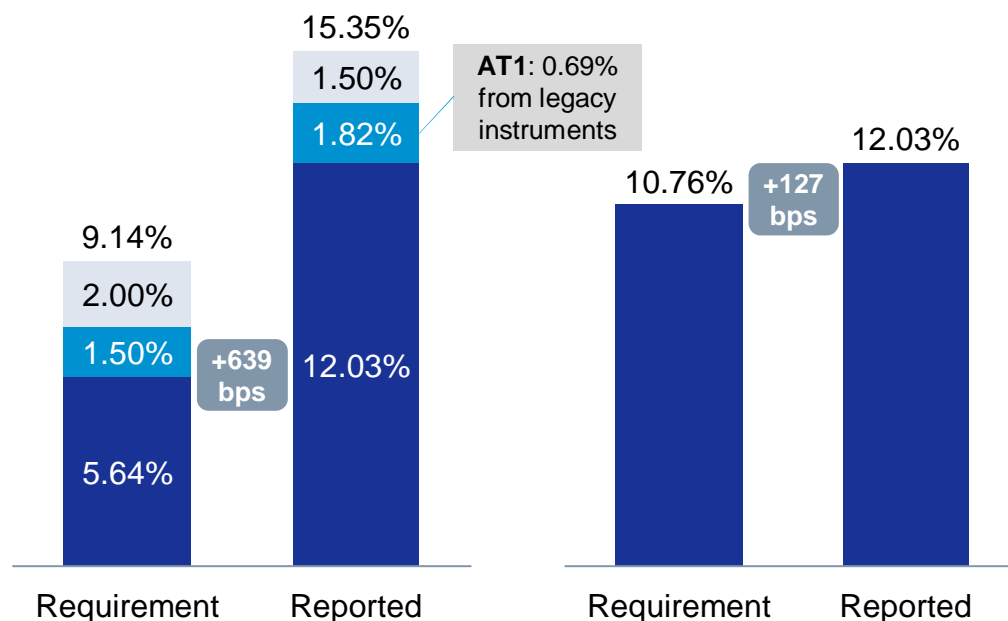 15.35%
1.50%
1.82%
12.03%
AT1: 0.69%
from legacy
instruments
9.14%
2.00%
1.50%
5.64%
+639
bps
10.76%
+127
bps
12.03%
Requirement
Reported
Requirement
Reported